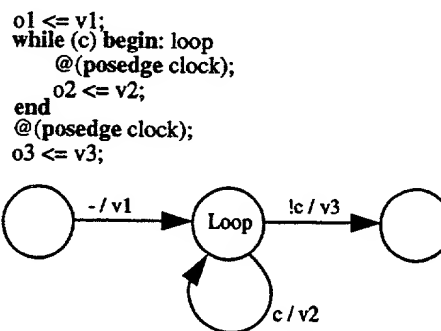 o1 <= v1;
while (c) begin: loop
@(posedge clock);
o2 <= v2;
end
@(posedge clock);
o3 <= v3;
- / v1
Loop
!c / v3
c / v2